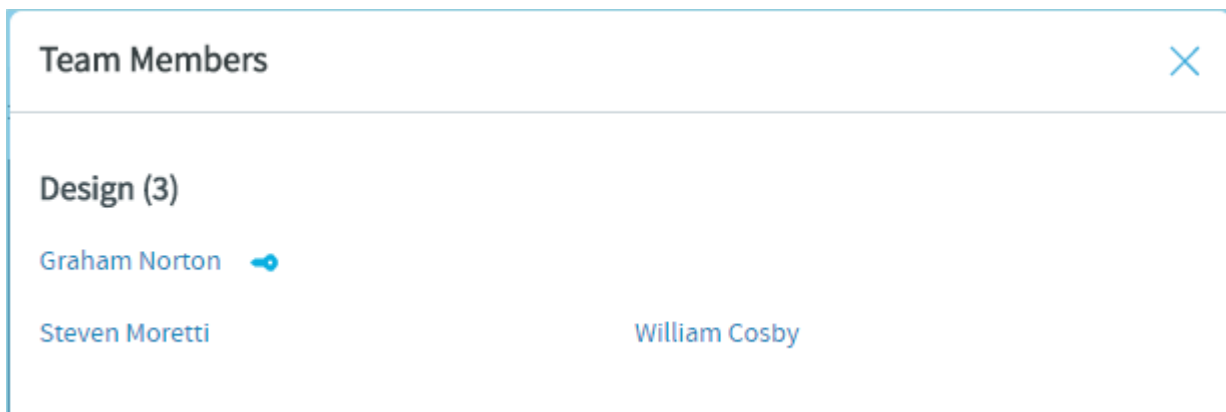 Team Members
Design (3)
Graham Norton
Steven Moretti William Cosby